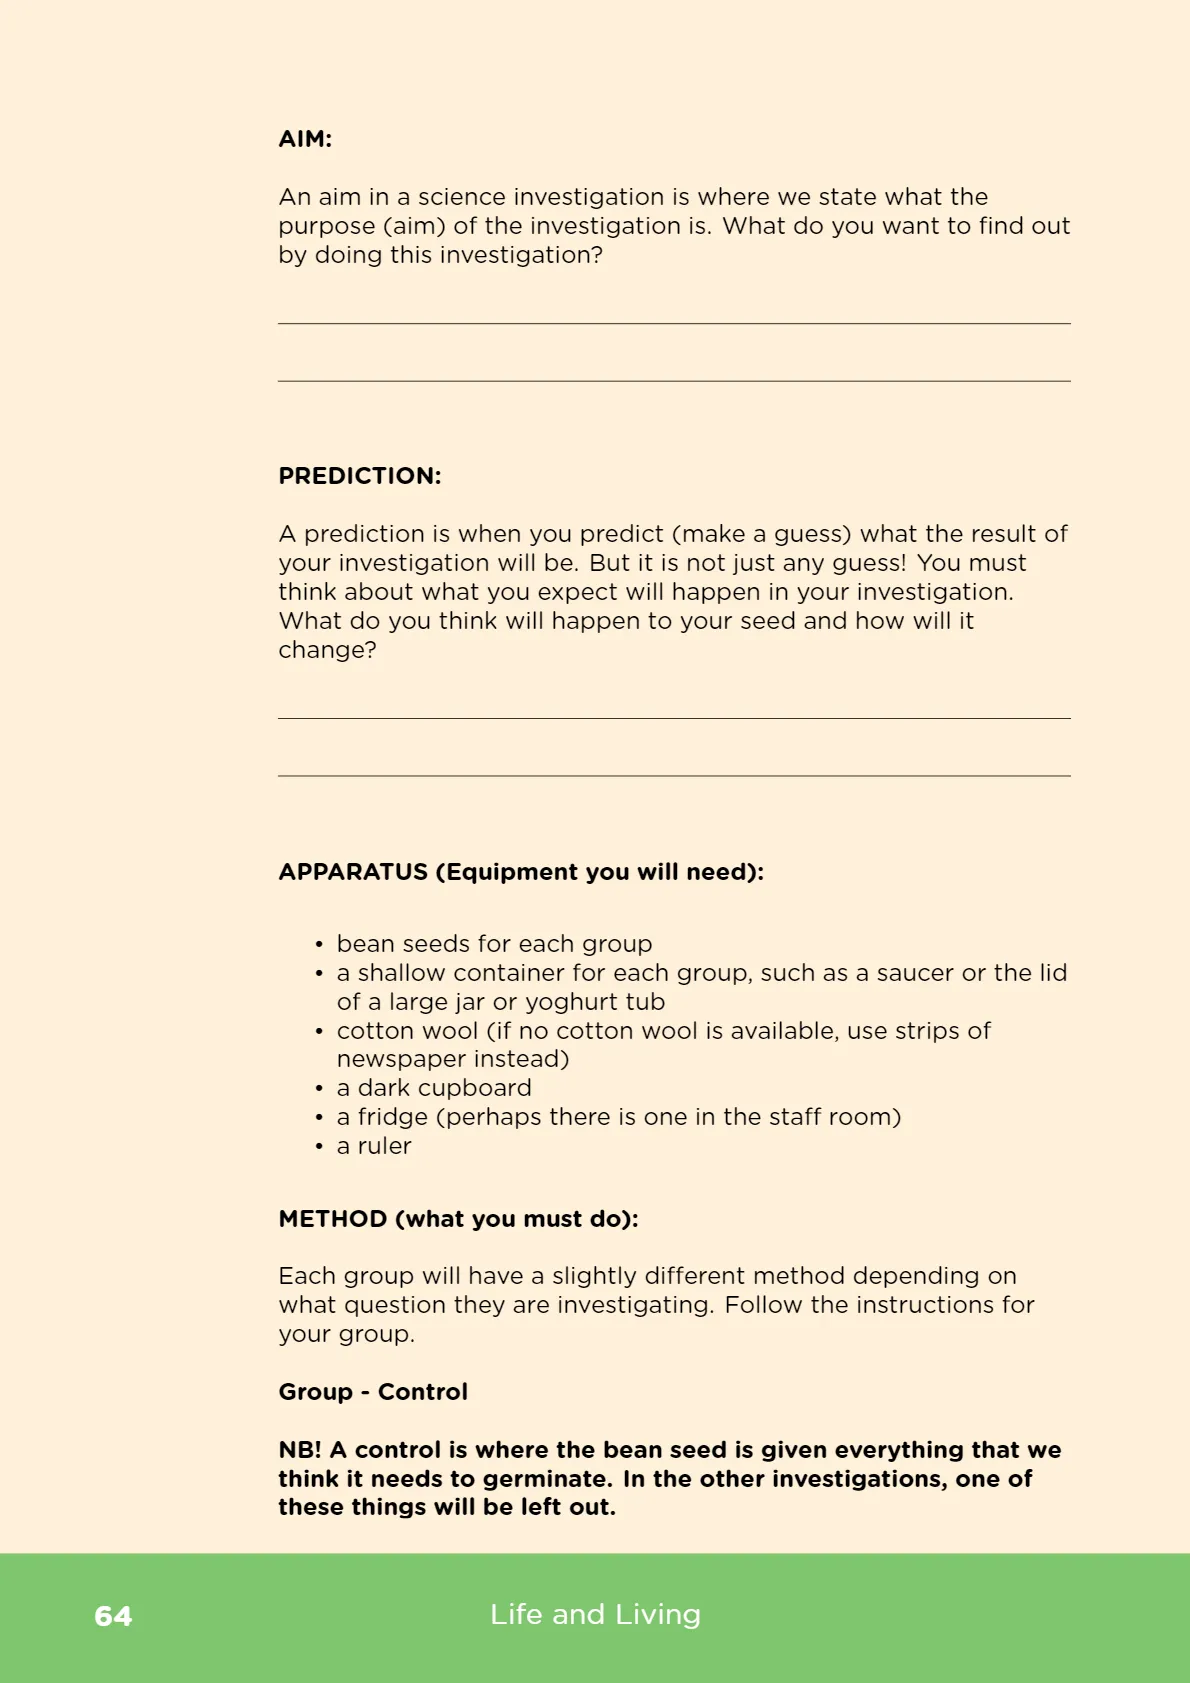 AIM:
An aim in a science investigation is where we state what the
purpose (aim) of the investigation is. What do you want to find out
by doing this investigation?
PREDICTION:
A prediction is when you predict (make a guess) what the result of
your investigation will be. But it is not just any guess! You must
think about what you expect will happen in your investigation.
What do you think will happen to your seed and how will it
change?
APPARATUS (Equipment you will need):
• bean seeds for each group
• a shallow container for each group, such as a saucer or the lid
of a large jar or yoghurt tub
• cotton wool (if no cotton wool is available, use strips of
newspaper instead)
• a dark cupboard
• a fridge (perhaps there is one in the staff room)
• a ruler
METHOD (what you must do):
Each group will have a slightly different method depending on
what question they are investigating. Follow the instructions for
your group.
Group - Control
NB! A control is where the bean seed is given everything that we
think it needs to germinate. In the other investigations, one of
these things will be left out.
64
Life and Living